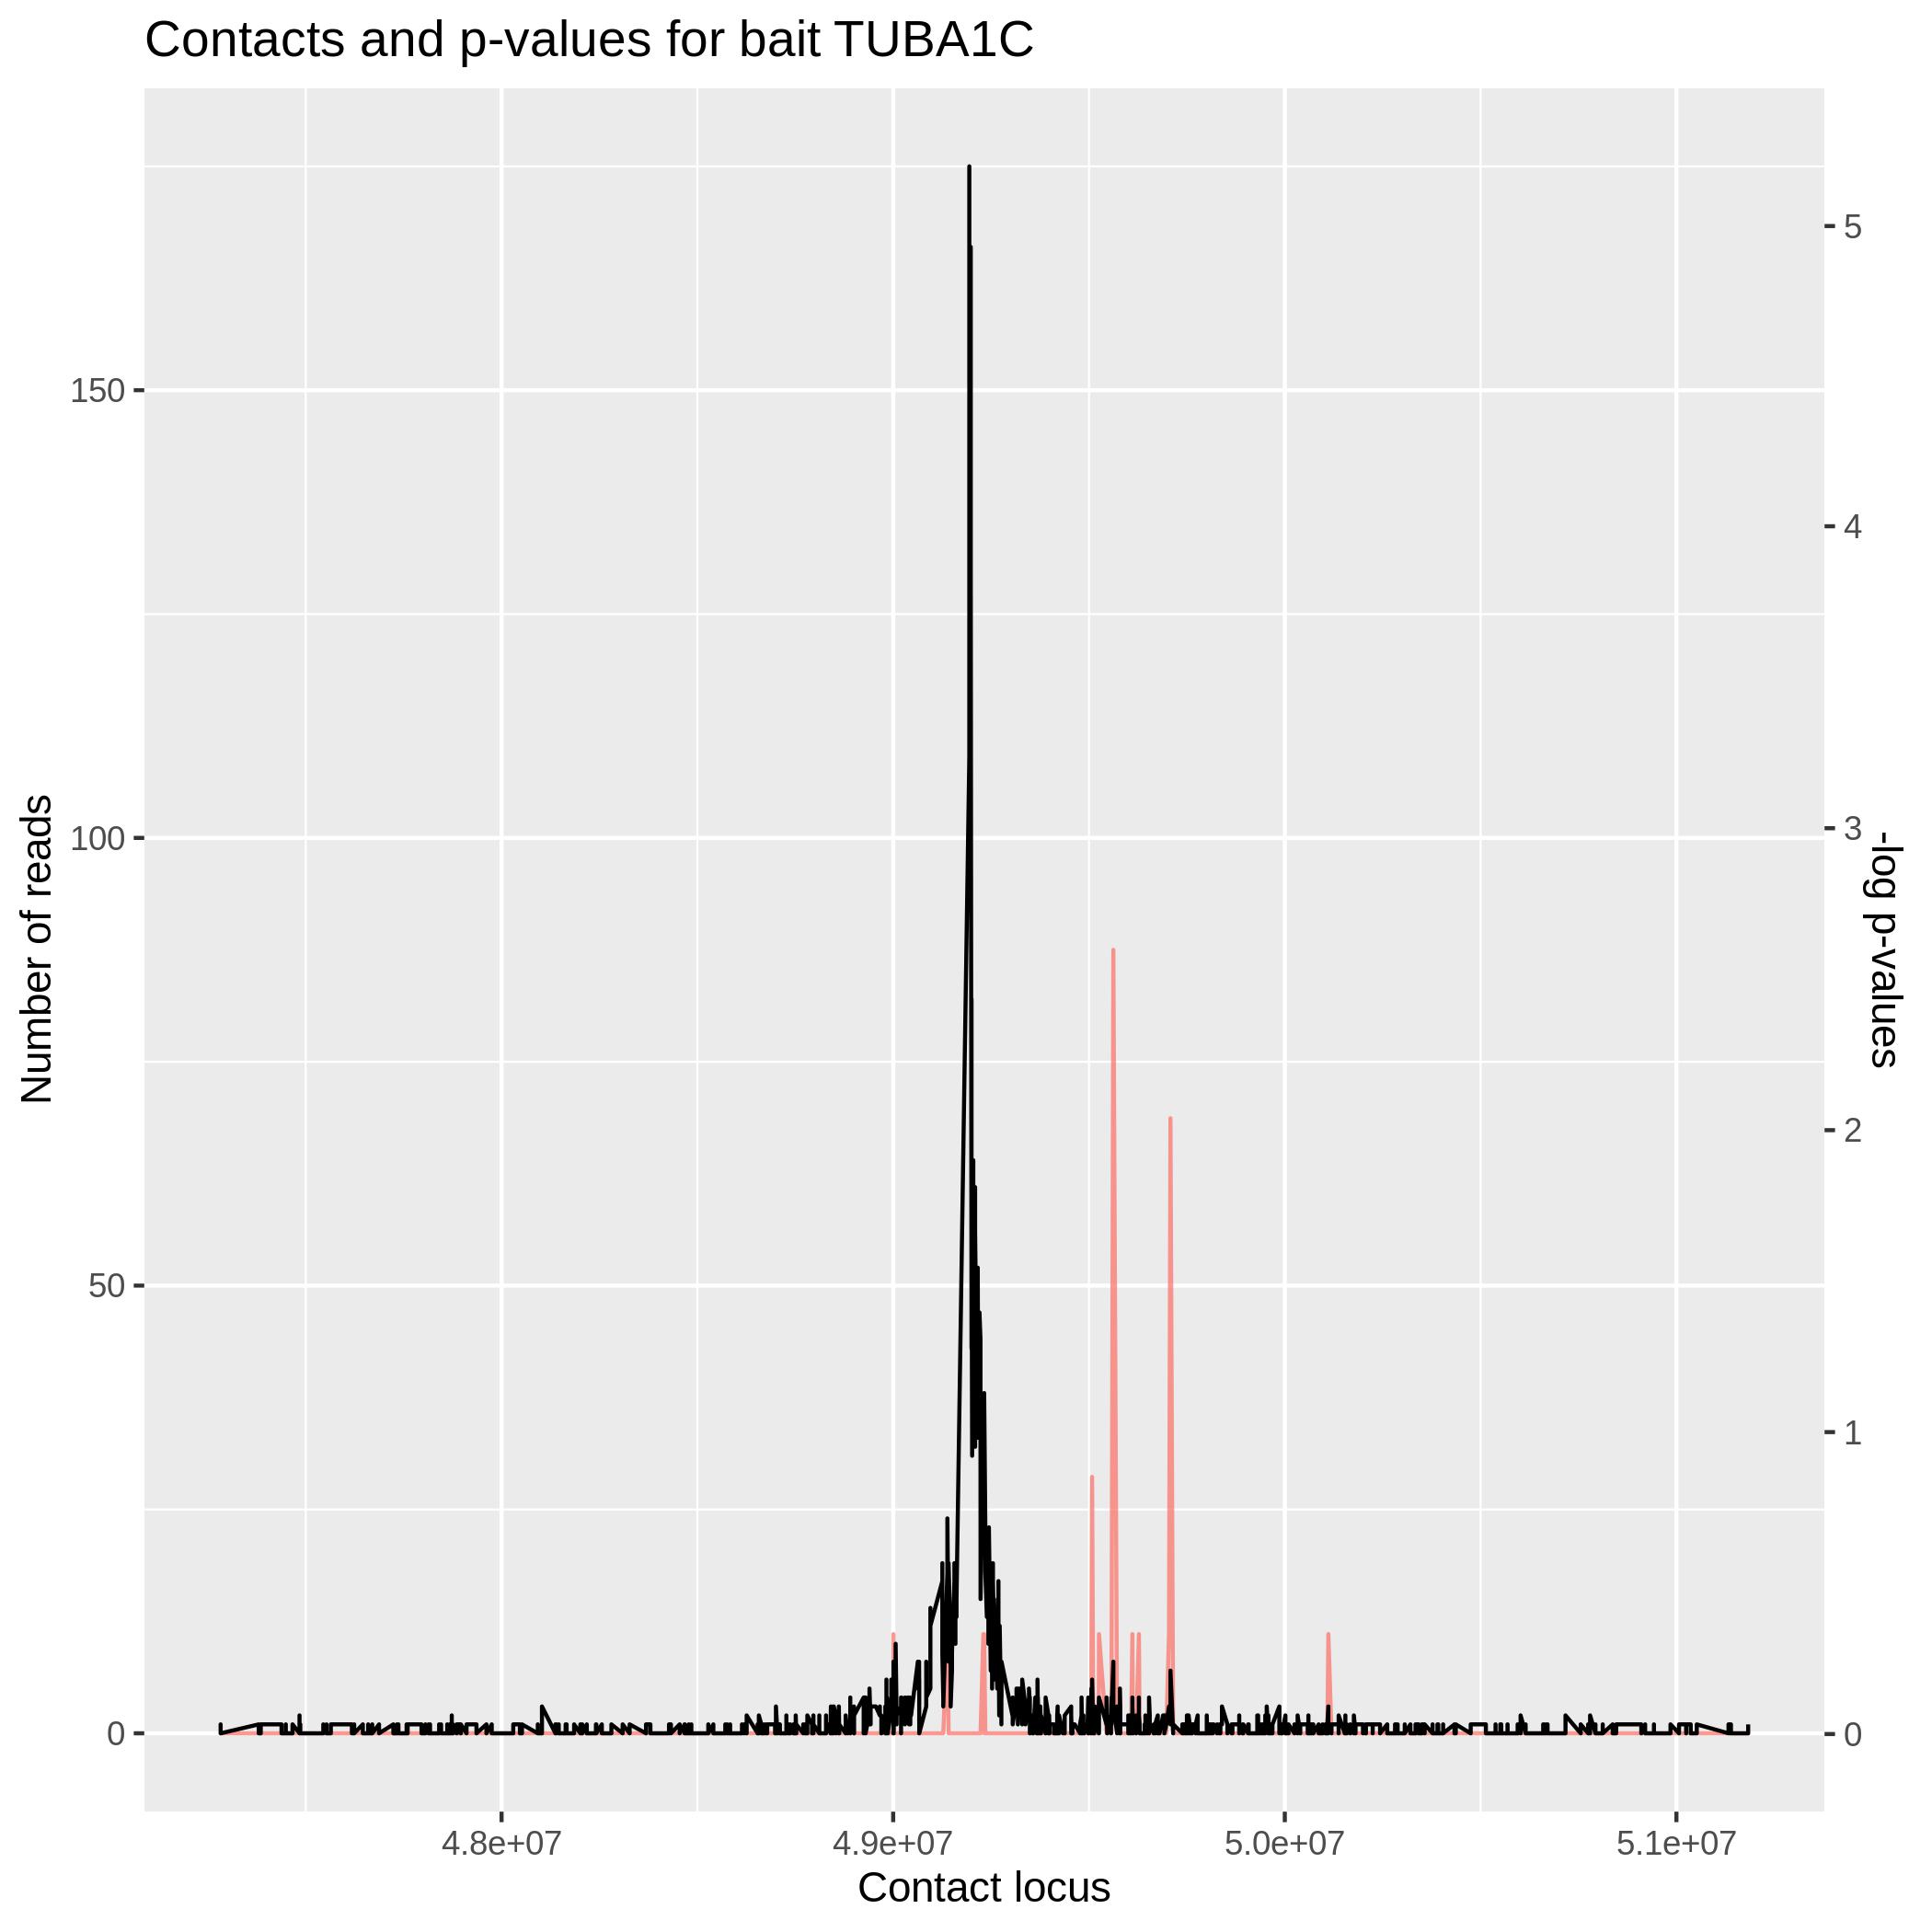 Contacts and p-values for bait TUBA1C
Number of reads
150
100
50
0
5
4
3
2
1
0
-log p-values
4.8e+07 4.9e+07 5.0e+07 5.1e+07
Contact locus